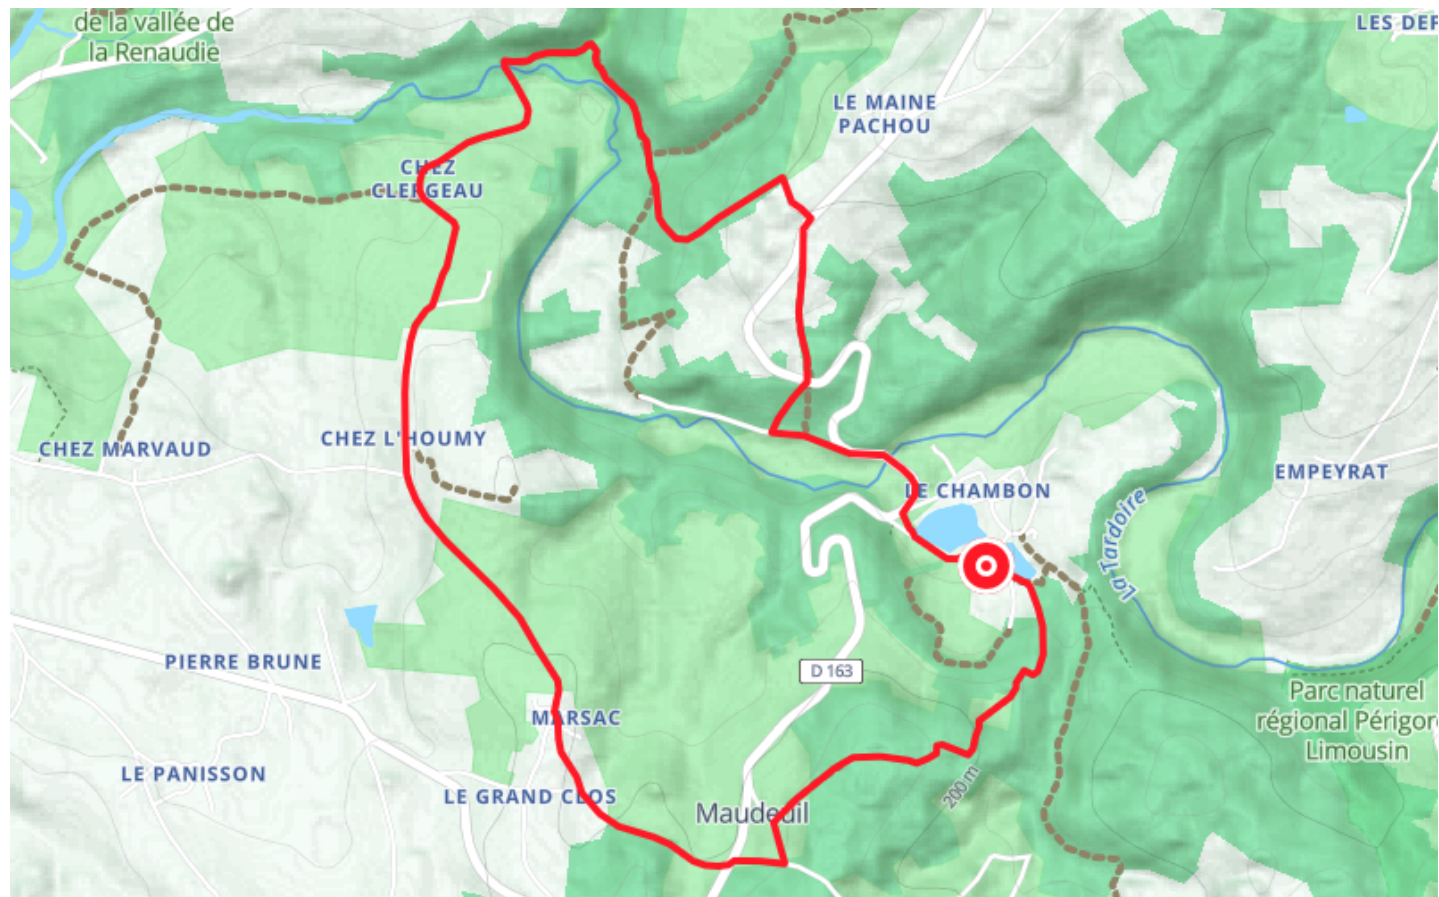 de la vallée de
la Renaudie
LES DEF
LE MAINE
PACHOU
CHEZ
CLERGEAU
CHEZ MARVAUD
CHEZ L'HOUMY
EMPEYRAT
LE CHAMBON
La Tardoire
PIERRE BRUNE
D 163
Parc naturel
régional Périgor
Limousin
MARSAC
LE PANISSON
LE GRAND CLOS
200 m
Maudeuil